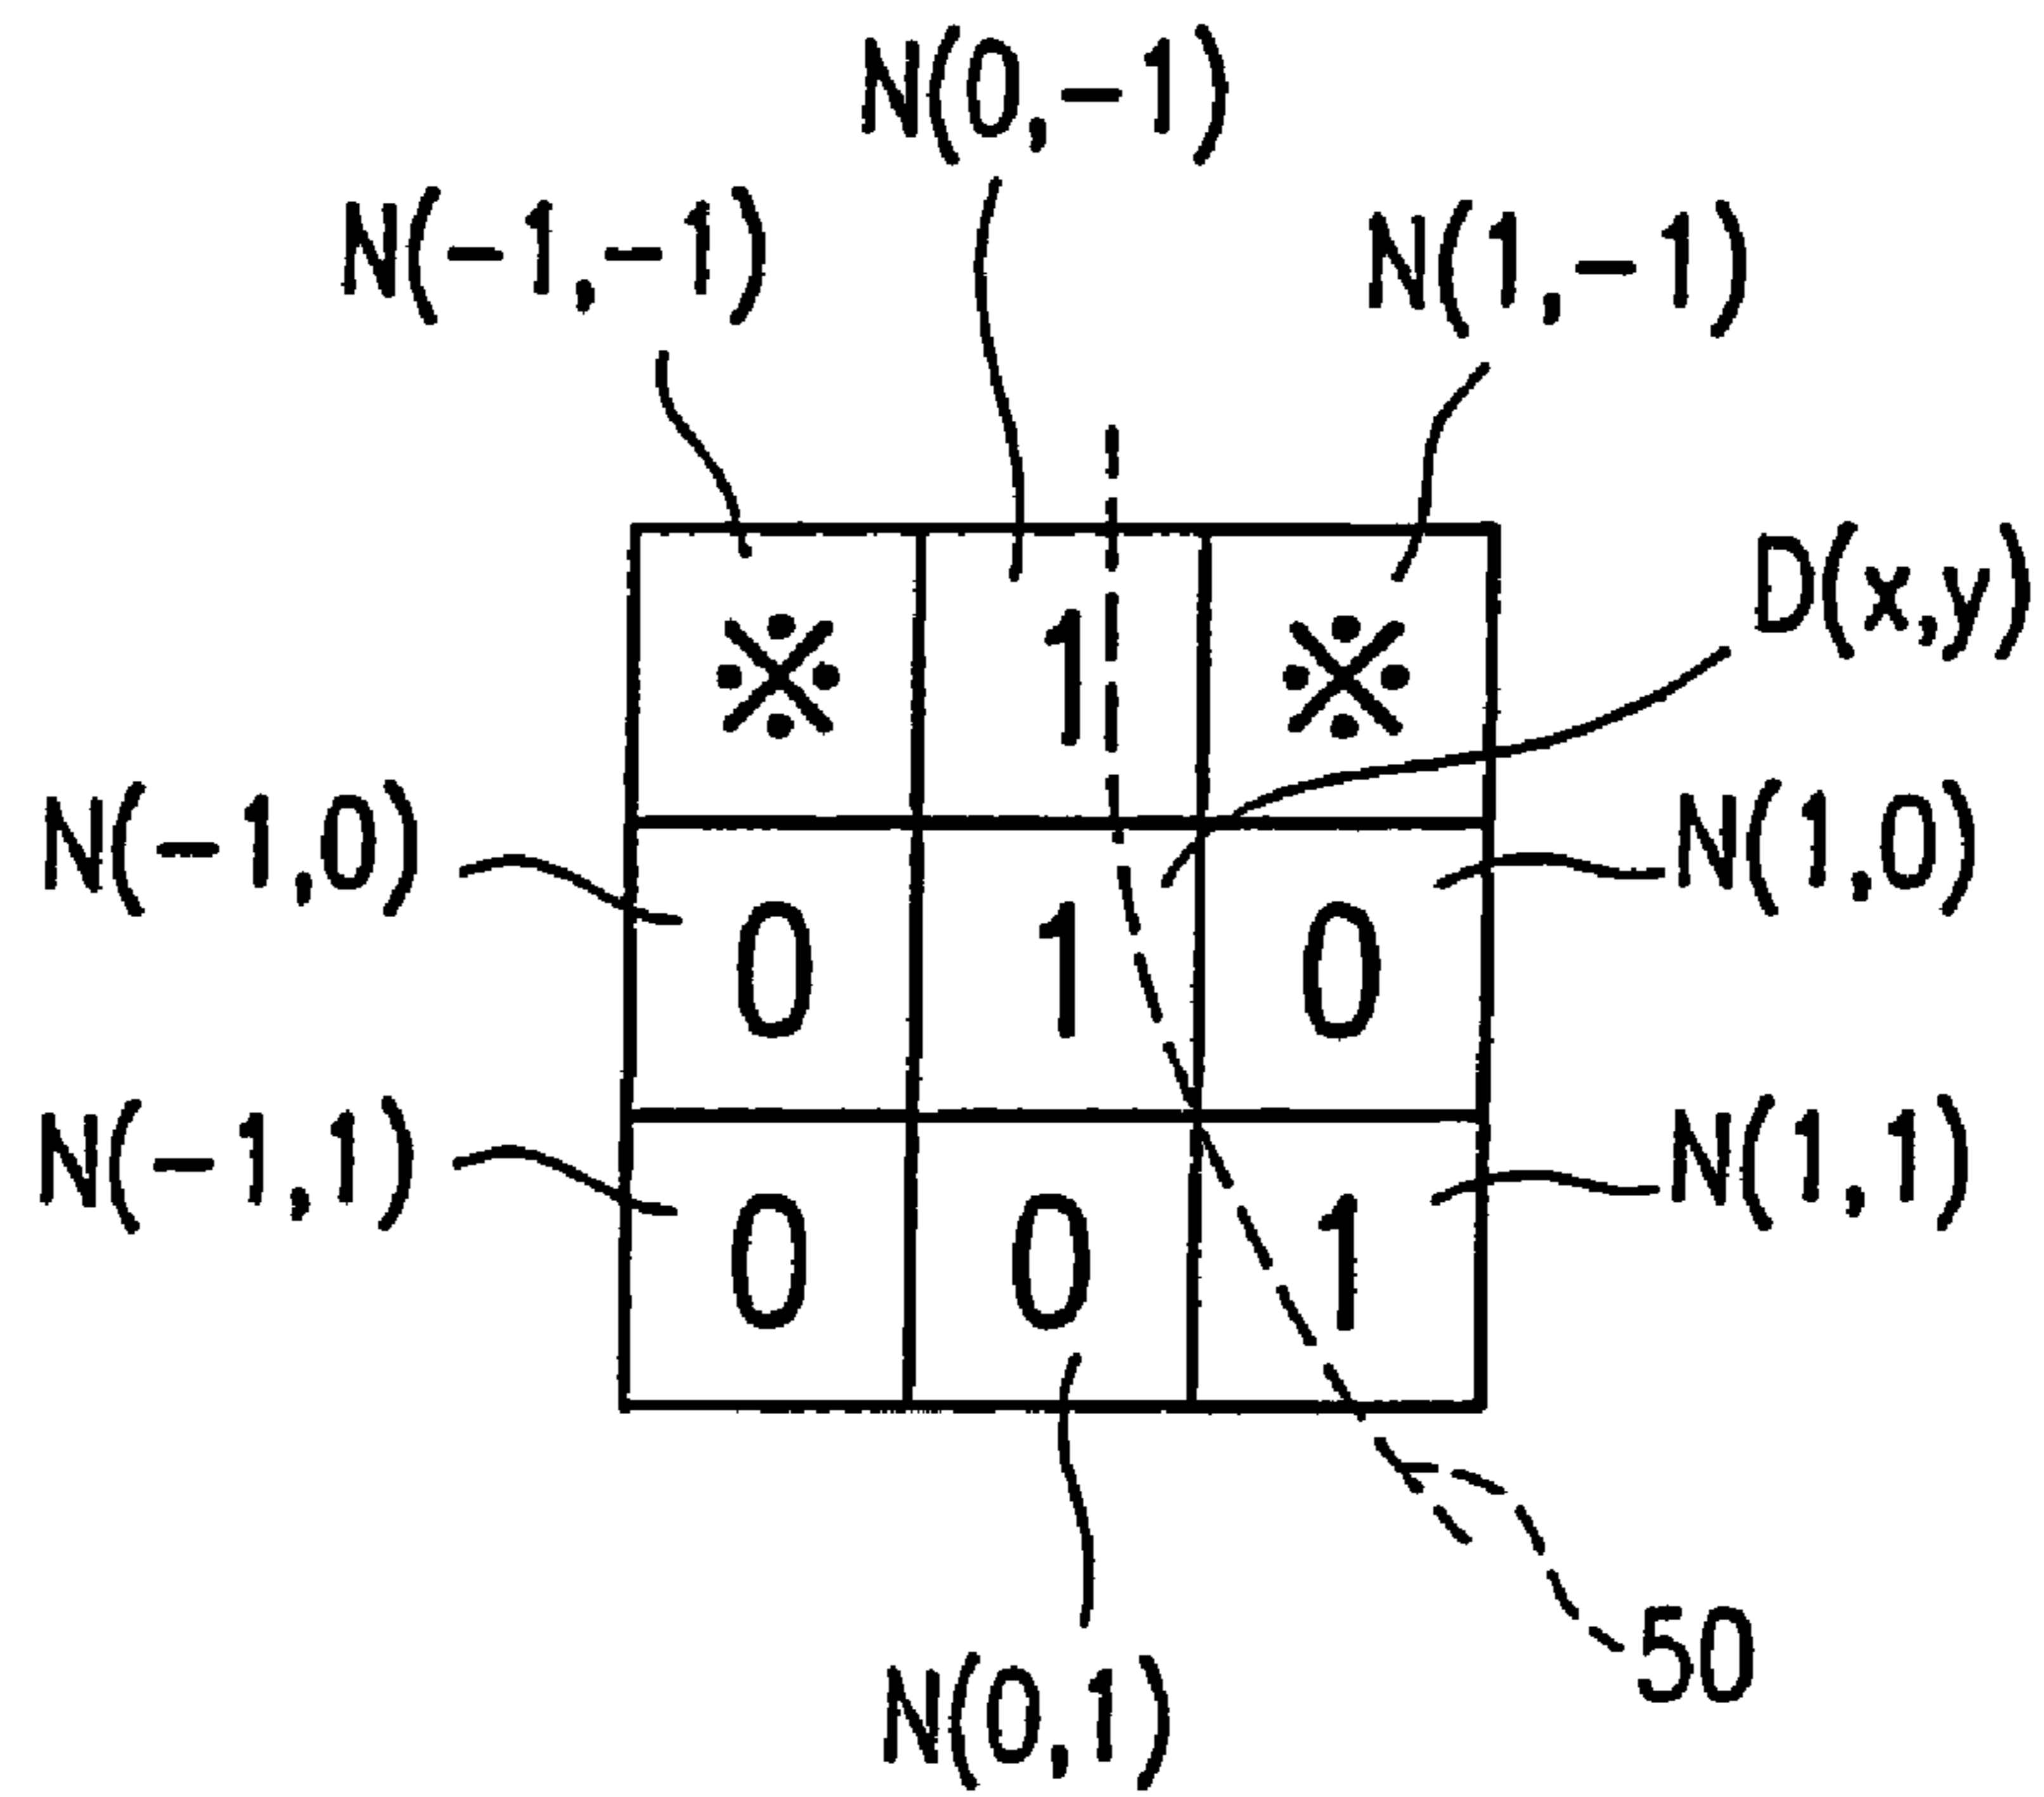 N(0,-1)
N(-1,-1)
N(1,-1)
D(x,y)
※ 1 ※
N(-1,0)
N(1,0)
0 1 0
N(-1,1)
N(1,1)
0 0 1
50
N(0,1)